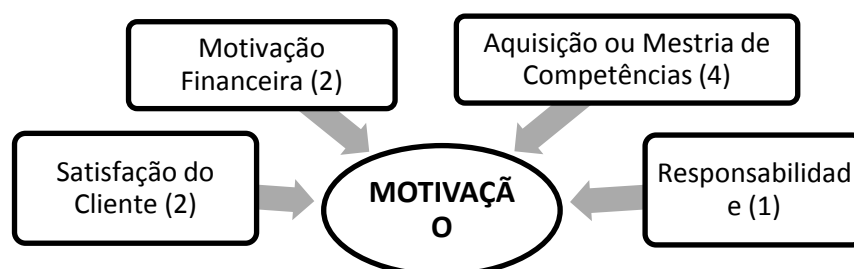 Motivação
Financeira (2)
Aquisição ou Mestria de
Competências (4)
Satisfação do
Cliente (2)
MOTIVAÇÃ
O
Responsabilidad
e (1)